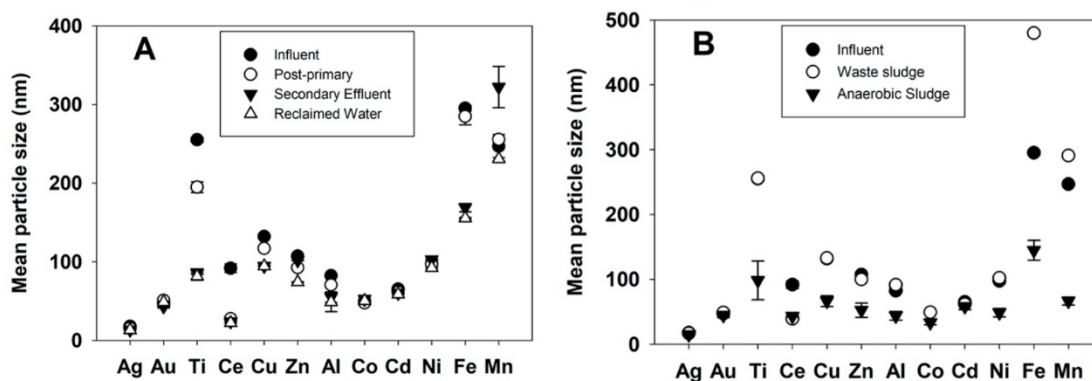 A
Influent
Post-primary
Secondary Effluent
Reclaimed Water
Mean particle size (nm)
400
300
200
100
0
Ag Au Ti Ce Cu Zn Al Co Cd Ni Fe Mn
B
Influent
Waste sludge
Anaerobic Sludge
Mean particle size (nm)
500
400
300
200
100
0
Ag Au Ti Ce Cu Zn Al Co Cd Ni Fe Mn